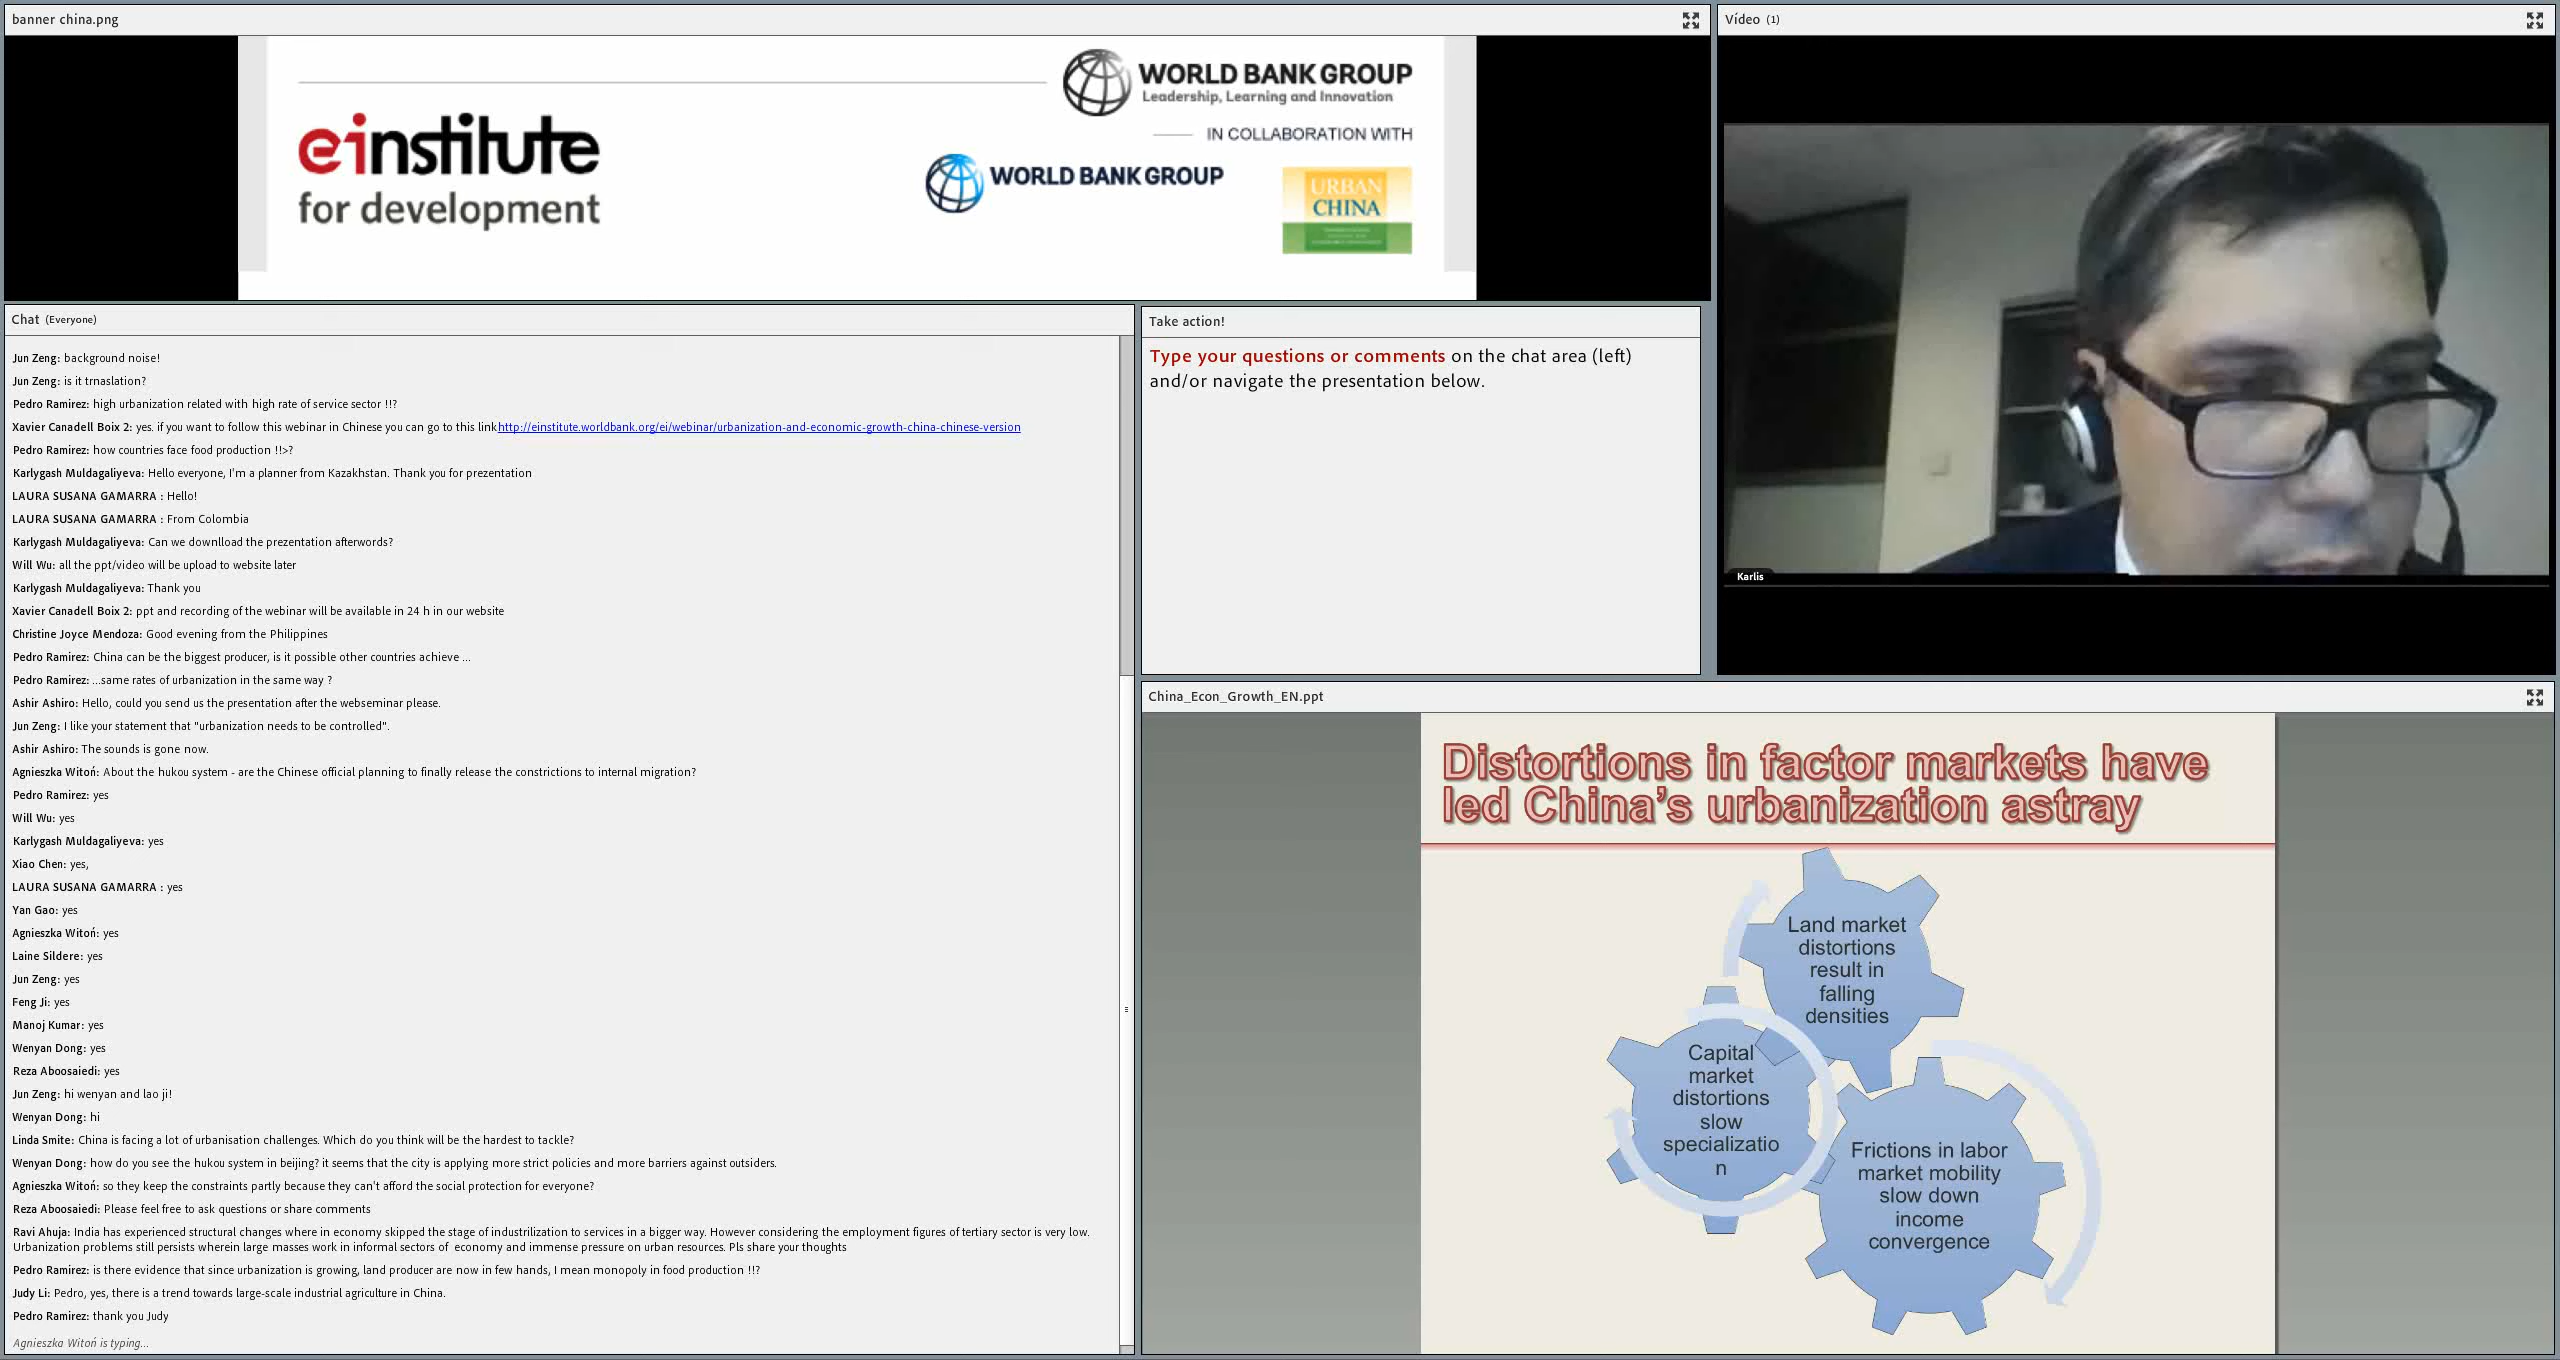 banner china.png
WORLD BANK GROUP
Leadership, Learning and Innovation
IN COLLABORATION WITH
einstitute
for development
WORLD BANK GROUP
URBAN
CHINA
Vídeo (1)
Karlis
Chat (Everyone)
Jun Zeng: background noise!
Jun Zeng: is it trnaslation?
Pedro Ramirez: high urbanization related with high rate of service sector !!?
Xavier Canadell Boix 2: yes. if you want to follow this webinar in Chinese you can go to this linkhttp://einstitute.worldbank.org/ei/webinar/urbanization-and-economic-growth-china-chinese-version
Pedro Ramirez: how countries face food production !!>?
Karlygash Muldagaliyeva: Hello everyone, I'm a planner from Kazakhstan. Thank you for prezentation
LAURA SUSANA GAMARRA : Hello!
LAURA SUSANA GAMARRA : From Colombia
Karlygash Muldagaliyeva: Can we downlload the prezentation afterwords?
Will Wu: all the ppt/video will be upload to website later
Karlygash Muldagaliyeva: Thank you
Xavier Canadell Boix 2: ppt and recording of the webinar will be available in 24 h in our website
Christine Joyce Mendoza: Good evening from the Philippines
Pedro Ramirez: China can be the biggest producer, is it possible other countries achieve ...
Pedro Ramirez: ...same rates of urbanization in the same way ?
Ashir Ashiro: Hello, could you send us the presentation after the webseminar please.
Jun Zeng: I like your statement that "urbanization needs to be controlled".
Ashir Ashiro: The sounds is gone now.
Agnieszka Witoń: About the hukou system - are the Chinese official planning to finally release the constrictions to internal migration?
Pedro Ramirez: yes
Will Wu: yes
Karlygash Muldagaliyeva: yes
Xiao Chen: yes,
LAURA SUSANA GAMARRA : yes
Yan Gao: yes
Agnieszka Witoń: yes
Laine Sildere: yes
Jun Zeng: yes
Feng Ji: yes
Manoj Kumar: yes
Wenyan Dong: yes
Reza Aboosaiedi: yes
Jun Zeng: hi wenyan and lao ji!
Wenyan Dong: hi
Linda Smite: China is facing a lot of urbanisation challenges. Which do you think will be the hardest to tackle?
Wenyan Dong: how do you see the hukou system in beijing? it seems that the city is applying more strict policies and more barriers against outsiders.
Agnieszka Witoń: so they keep the constraints partly because they can't afford the social protection for everyone?
Reza Aboosaiedi: Please feel free to ask questions or share comments
Ravi Ahuja: India has experienced structural changes where in economy skipped the stage of industrilization to services in a bigger way. However considering the employment figures of tertiary sector is very low.
Urbanization problems still persists wherein large masses work in informal sectors of economy and immense pressure on urban resources. Pls share your thoughts
Pedro Ramirez: is there evidence that since urbanization is growing, land producer are now in few hands, I mean monopoly in food production !!?
Judy Li: Pedro, yes, there is a trend towards large-scale industrial agriculture in China.
Pedro Ramirez: thank you Judy
Agnieszka Witoń is typing...
Take action!
Type your questions or comments on the chat area (left)
and/or navigate the presentation below.
China_Econ_Growth_EN.ppt
Distortions in factor markets have
led China’s urbanization astray
Land market
distortions
result in
falling
densities
Capital
market
distortions
slow
specializatio
n
Frictions in labor
market mobility
slow down
income
convergence